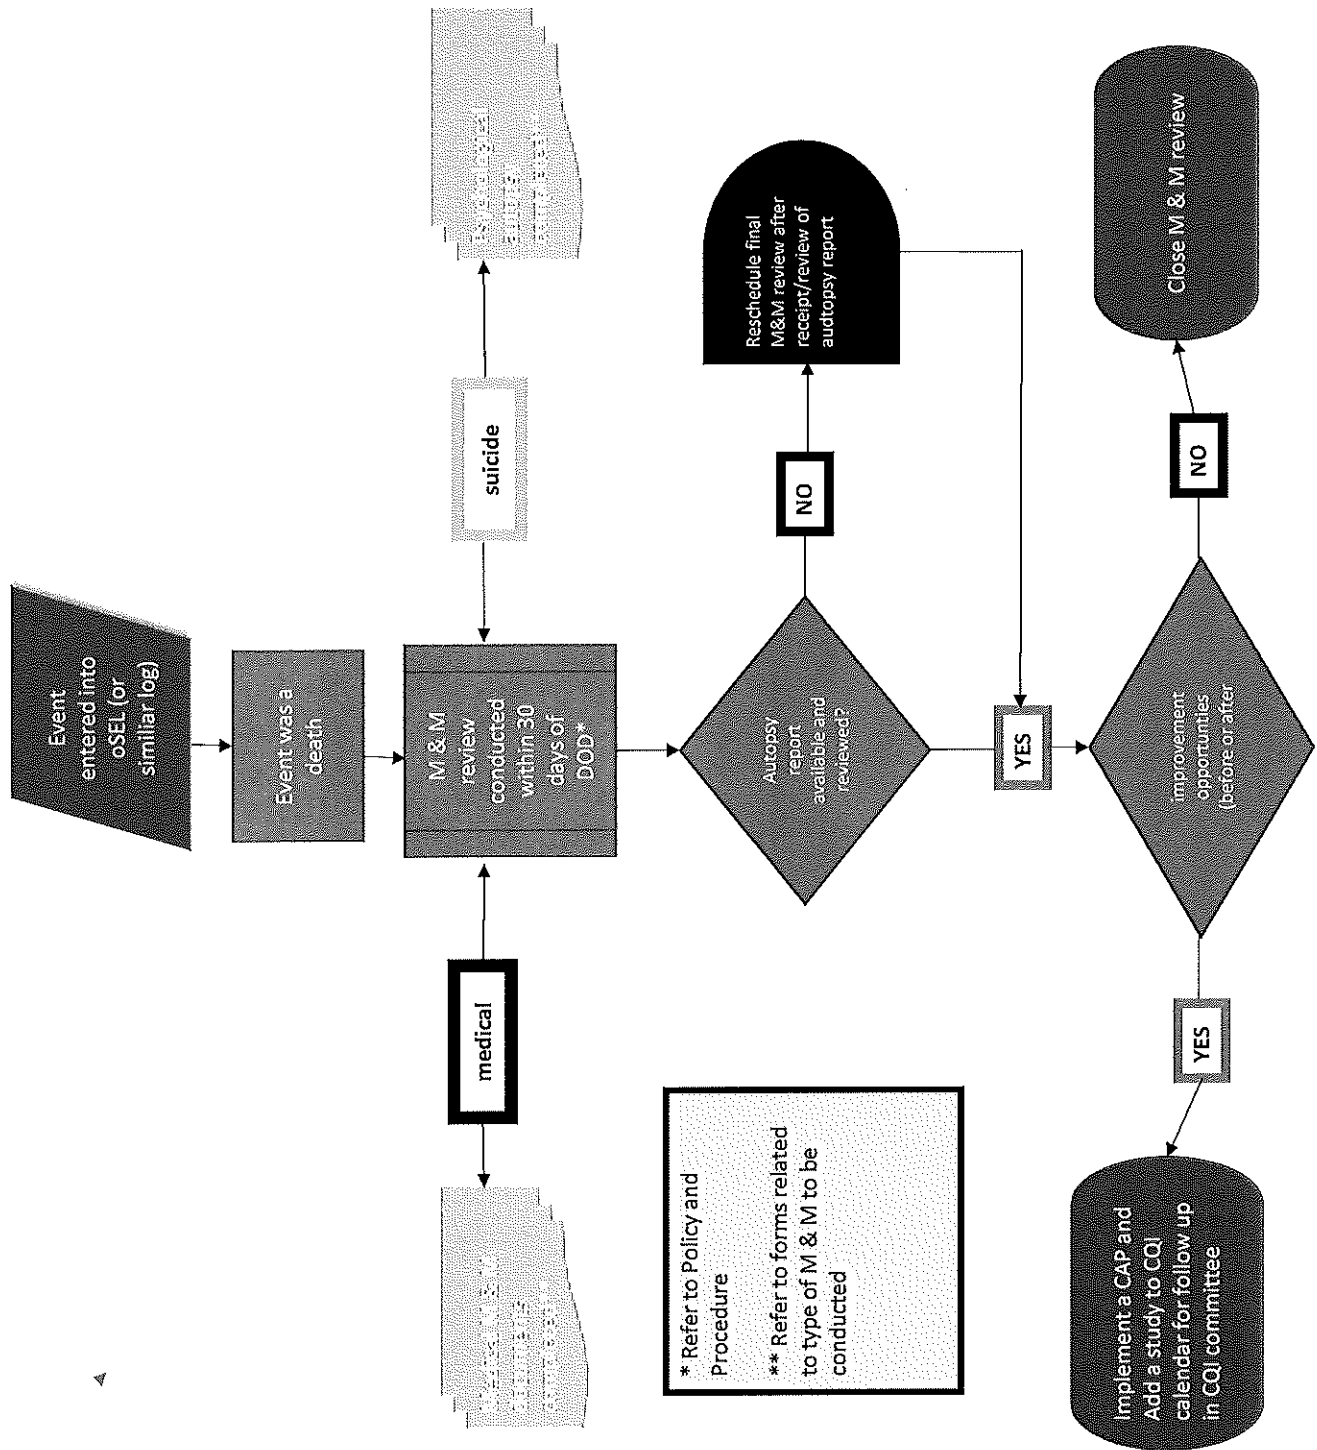 Event
entered into
oSEL (or
similiar log)
Event was a
death
medical
M & M
review
conducted
within 30
days of
DOD*
suicide
Autopsy
report
available and
reviewed?
NO
Reschedule final
M&M review after
receipt/review of
audtopsy report
YES
improvement
opportunties
(before or after)
YES
NO
Implement a CAP and
Add a study to CQI
calendar for follow up
in CQI committee
Close M & M review
* Refer to Policy and
Procedure
** Refer to forms related
to type of M & M to be
conducted